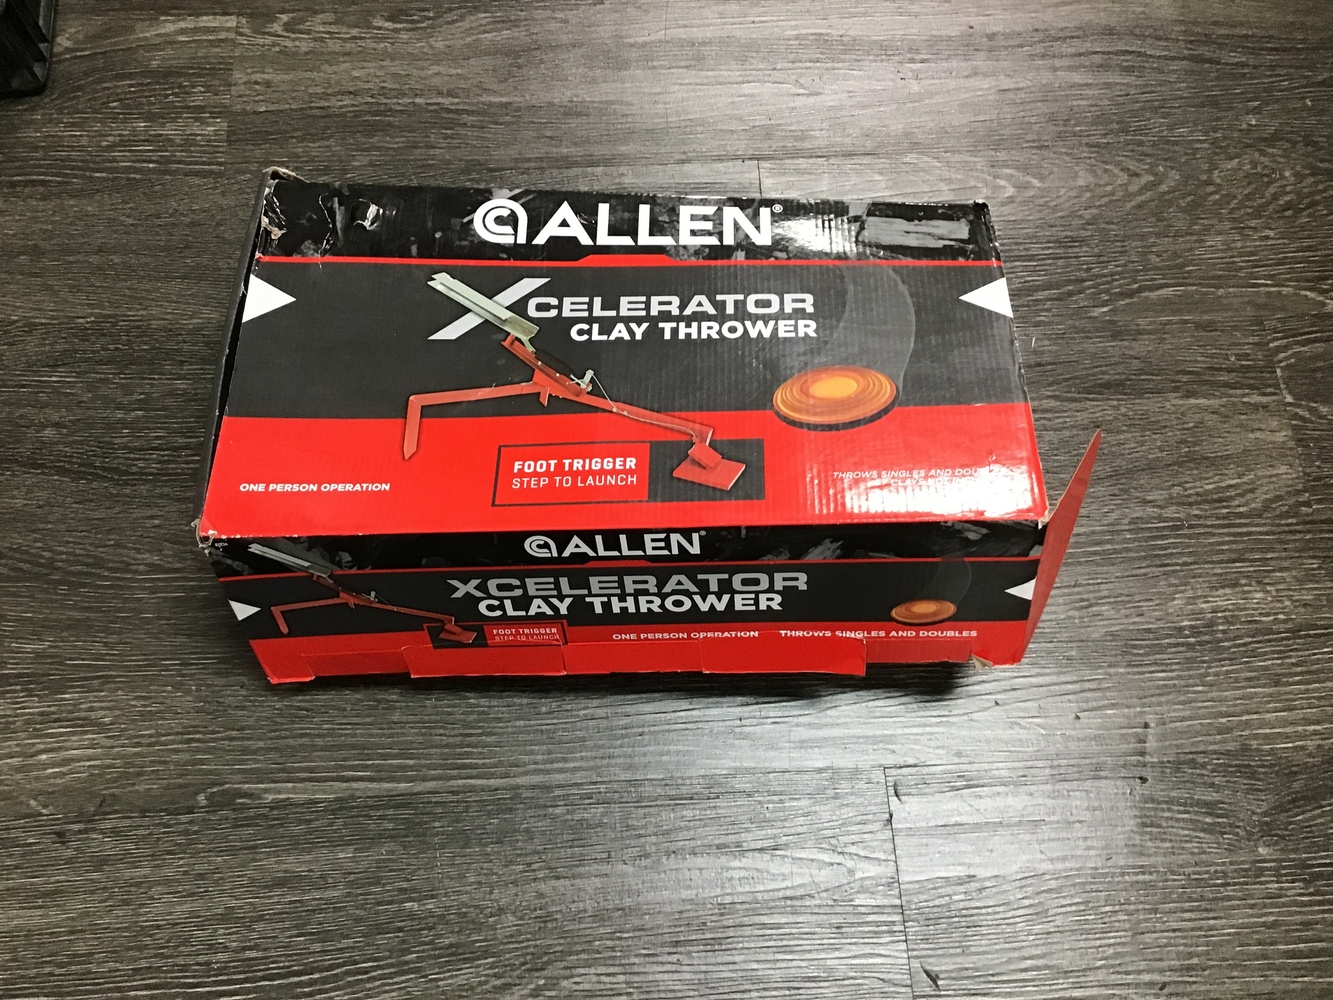 ALLEN®
XCELERATOR
CLAY THROWER
FOOT TRIGGER
STEP TO LAUNCH
ONE PERSON OPERATION
THROWS SINGLES AND
CLAYS
ALLEN®
XCELERATOR
CLAY THROWER
FOOT TRIGGER
STEP TO LAUNCH
ONE PERSON OPERATION
THROWS SINGLES AND DOUBLES